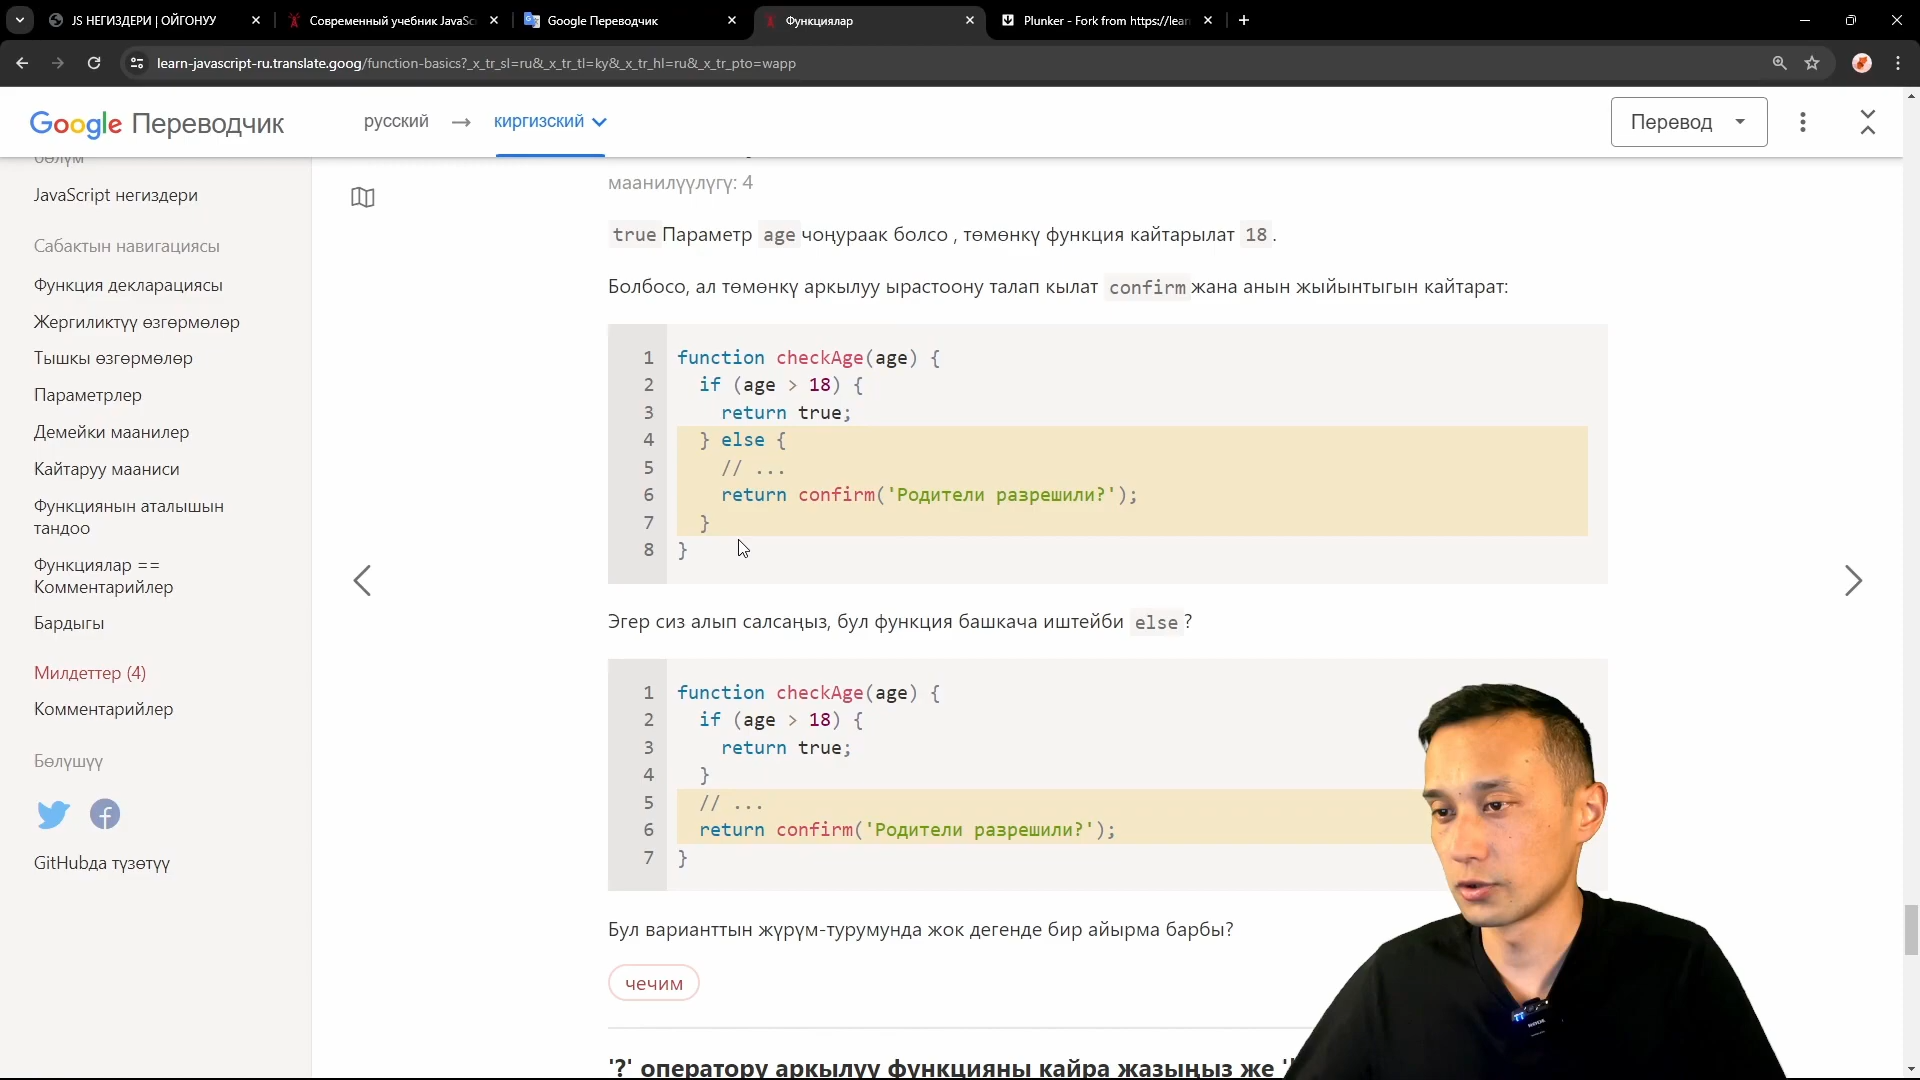 JS НЕГИЗДЕРИ | ОЙГОНУУ
Современный учебник JavaSc
Google Переводчик
Функциялар
Plunker - Fork from https://lear
learn-javascript-ru.translate.goog/function-basics?_x_tr_sl=ru&_x_tr_tl=ky&_x_tr_hl=ru&_x_tr_pto=wapp
Google Переводчик
русский → киргизский
Перевод
бөлүм
JavaScript негиздери
Сабактын навигациясы
Функция декларациясы
Жергиликтүү өзгөрмөлөр
Тышкы өзгөрмөлөр
Параметрлер
Демейки маанилер
Кайтаруу мааниси
Функциянын аталышын
тандоо
Функциялар ==
Комментарийлер
Бардыгы
Милдеттер (4)
Комментарийлер
Бөлүшүү
GitHubда түзөтүү
маанилүүлүгү: 4
true Параметр age чоңураак болсо , төмөнкү функция кайтарылат 18 .
Болбосо, ал төмөнкү аркылуу ырастоону талап кылат confirm жана анын жыйынтыгын кайтарат:
1 function checkAge(age) {
2 if (age > 18) {
3 return true;
4 } else {
5 // ...
6 return confirm('Родители разрешили?');
7 }
8 }
Эгер сиз алып салсаңыз, бул функция башкача иштейби else ?
1 function checkAge(age) {
2 if (age > 18) {
3 return true;
4 }
5 // ...
6 return confirm('Родители разрешили?');
7 }
Бул варианттын жүрүм-турумунда жок дегенде бир айырма барбы?
чечим
'?' оператору аркылуу функцияны кайра жазыңыз же '